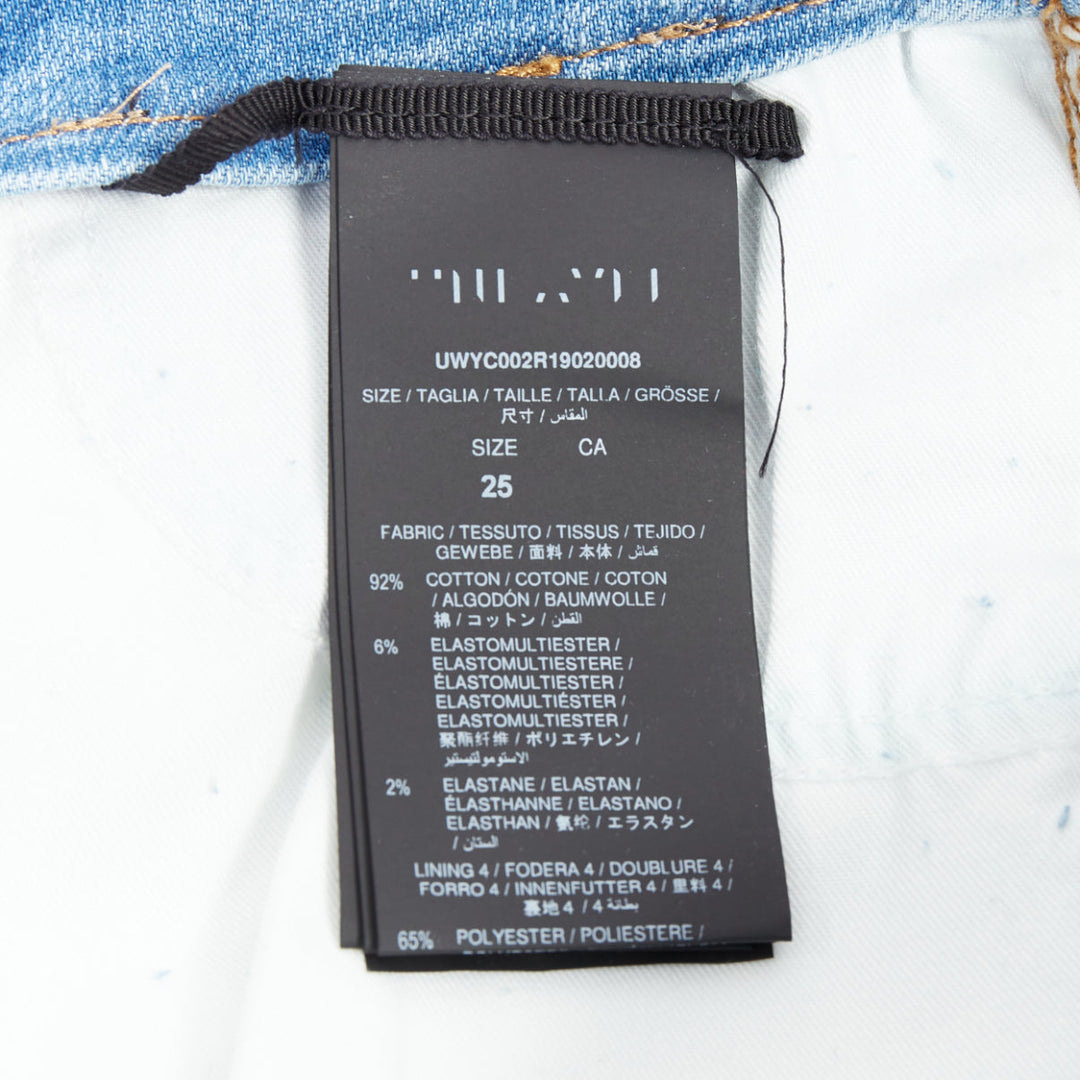 UWYC002R19020008
SIZE / TAGLIA / TAILLE / TALLA / GRÖSSE /
尺寸 / المقاس
SIZE CA
25
FABRIC / TESSUTO / TISSUS / TEJIDO /
GEWEBE / 面料 / 本体 / قماش
92% COTTON / COTONE / COTON
/ ALGODÓN / BAUMWOLLE /
棉 / コットン / القطن
6% ELASTOMULTIESTER /
ELASTOMULTIESTERE /
ÉLASTOMULTIESTER /
ELASTOMULTIÉSTER /
ELASTOMULTIESTER /
聚酯纤维 / ポリエチレン /
الاستومولتيستير
2% ELASTANE / ELASTAN /
ÉLASTHANNE / ELASTANO /
ELASTHAN / 氨纶 / エラスタン
/ الستان
LINING 4 / FODERA 4 / DOUBLURE 4 /
FORRO 4 / INNENFUTTER 4 / 里料 4 /
裏地 4 / 4 بطانة
65% POLYESTER / POLIESTERE /